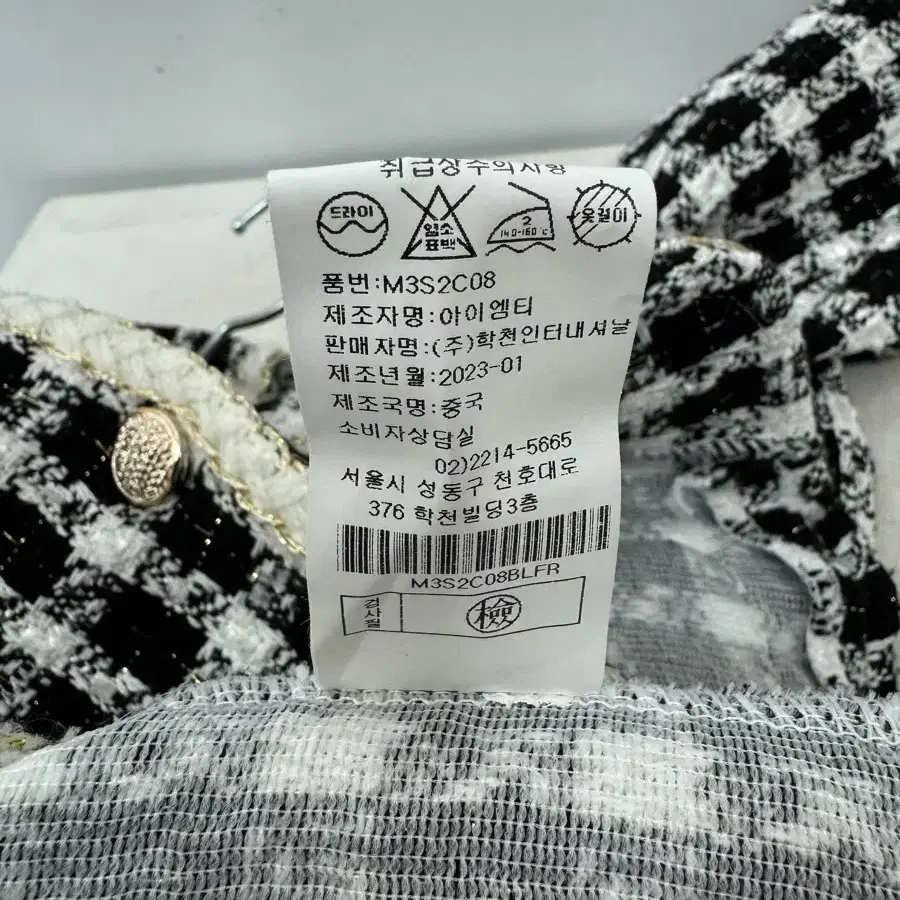 취급상수의사항
드라이
염소
표백
2
140-160℃
옷걸이
품번:M3S2C08
제조자명:아이엠티
판매자명:(주)학천인터내셔날
제조년월:2023-01
제조국명:중국
소비자상담실
02)2214-5665
서울시 성동구 천호대로
376 학천빌딩3층
M3S2C08BLFR
검사필
檢